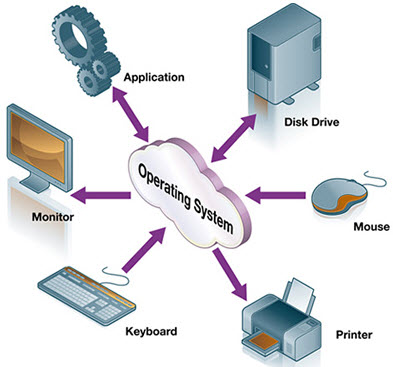 Application
Disk Drive
Operating System
Monitor
Mouse
Keyboard
Printer